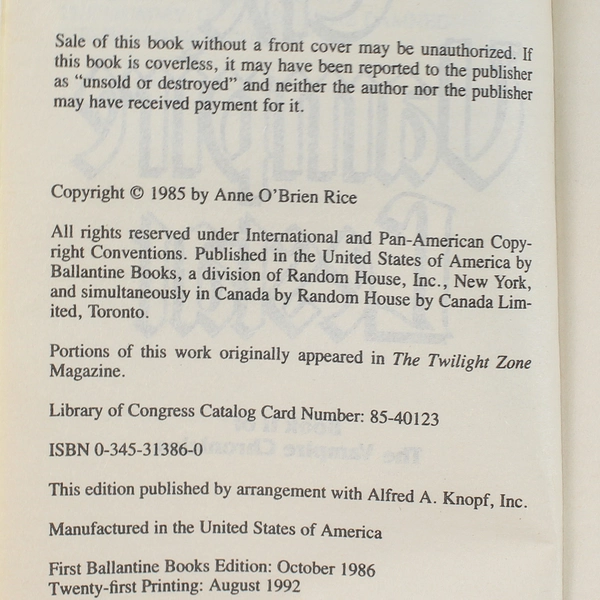 Sale of this book without a front cover may be unauthorized. If
this book is coverless, it may have been reported to the publisher
as “unsold or destroyed” and neither the author nor the publisher
may have received payment for it.
Copyright © 1985 by Anne O’Brien Rice
All rights reserved under International and Pan-American Copy-
right Conventions. Published in the United States of America by
Ballantine Books, a division of Random House, Inc., New York,
and simultaneously in Canada by Random House by Canada Lim-
ited, Toronto.
Portions of this work originally appeared in The Twilight Zone
Magazine.
Library of Congress Catalog Card Number: 85-40123
ISBN 0-345-31386-0
This edition published by arrangement with Alfred A. Knopf, Inc.
Manufactured in the United States of America
First Ballantine Books Edition: October 1986
Twenty-first Printing: August 1992